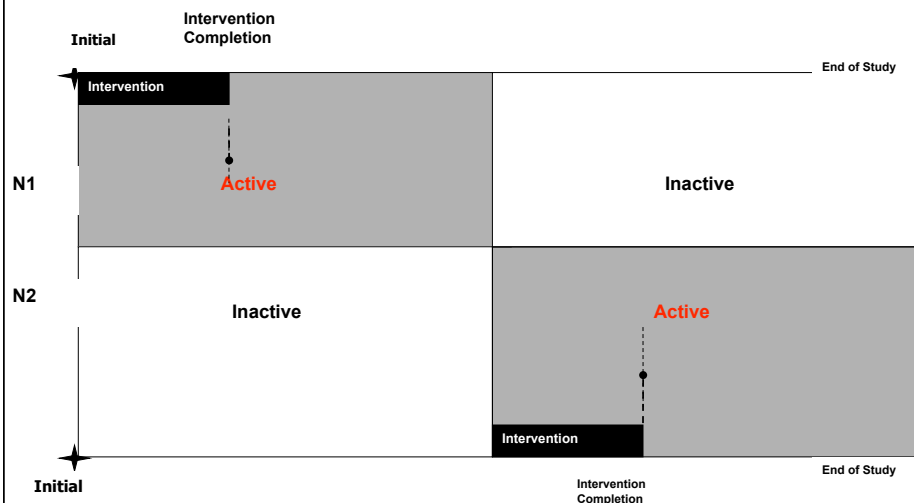 Intervention
Completion
Initial
End of Study
Intervention
N1
Active
Inactive
N2
Inactive
Active
Intervention
End of Study
Initial
Intervention
Completion